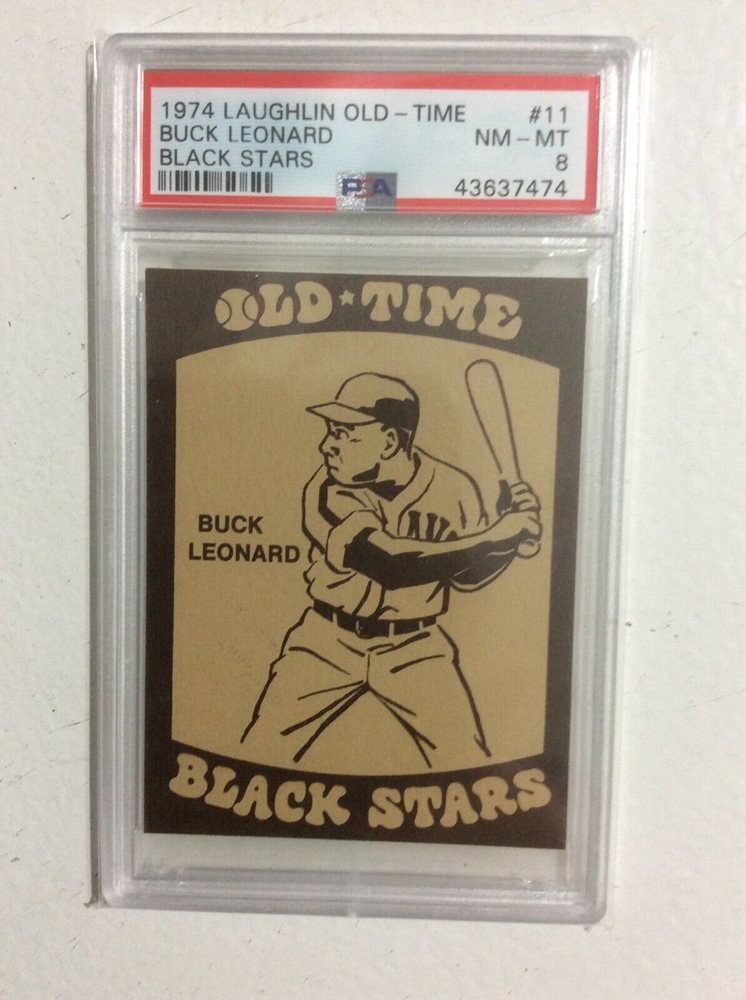 1974 LAUGHLIN OLD - TIME #11
BUCK LEONARD NM - MT
BLACK STARS 8
PSA 43637474
OLD★TIME
BUCK
LEONARD
BLACK STARS